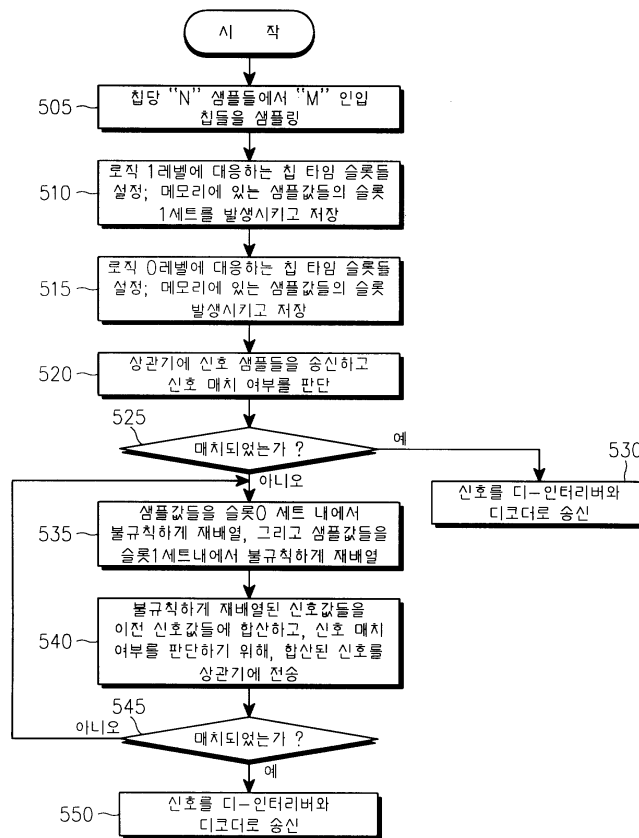 시 작
505
칩당 "N" 샘플들에서 "M" 인입
칩들을 샘플링
510
로직 1레벨에 대응하는 칩 타임 슬롯들
설정; 메모리에 있는 샘플값들의 슬롯
1세트를 발생시키고 저장
515
로직 0레벨에 대응하는 칩 타임 슬롯들
설정; 메모리에 있는 샘플값들의 슬롯
발생시키고 저장
520
상관기에 신호 샘플들을 송신하고
신호 매치 여부를 판단
525
매치되었는가 ?
예
530
신호를 디-인터리버와
디코더로 송신
아니오
535
샘플값들을 슬롯0 세트 내에서
불규칙하게 재배열, 그리고 샘플값들을
슬롯1세트내에서 불규칙하게 재배열
540
불규칙하게 재배열된 신호값들을
이전 신호값들에 합산하고, 신호 매치
여부를 판단하기 위해, 합산된 신호를
상관기에 전송
545
아니오
매치되었는가 ?
예
550
신호를 디-인터리버와
디코더로 송신